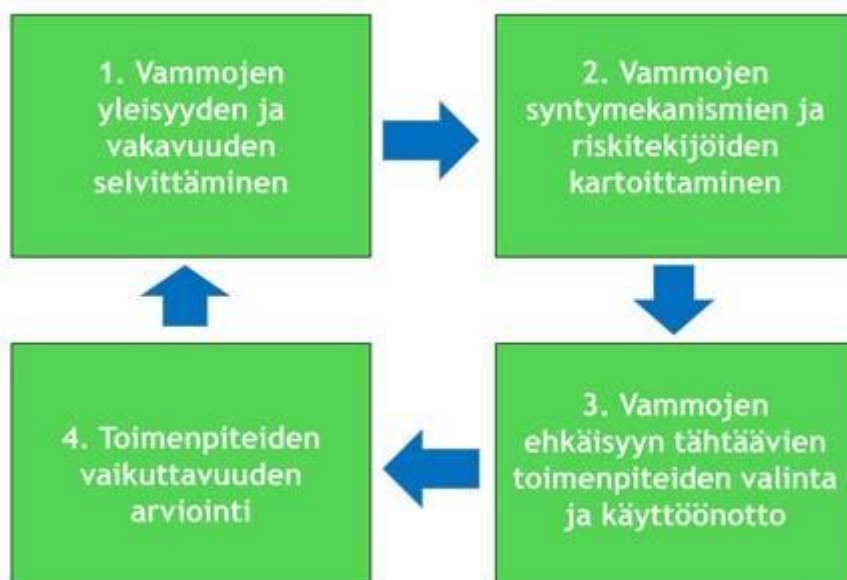 1. Vammojen
yleisyyden ja
vakavuuden
selvittäminen
2. Vammojen
syntymekanismien ja
riskitekijöiden
kartoittaminen
3. Vammojen
ehkäisyyn tähtäävien
toimenpiteiden valinta
ja käyttöönotto
4. Toimenpiteiden
vaikuttavuuden
arviointi